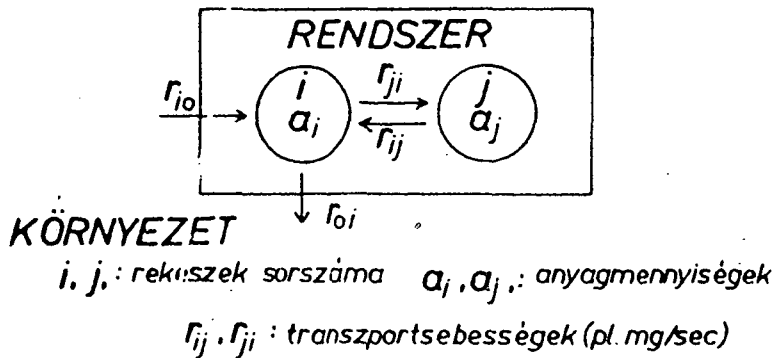 RENDSZER
i r_ji j
r_io a_i r_ij a_j
r_oi
KÖRNYEZET
i, j,: rekeszek sorszáma a_i, a_j,: anyagmennyiségek
r_ij, r_ji : transzportsebességek (pl. mg/sec)